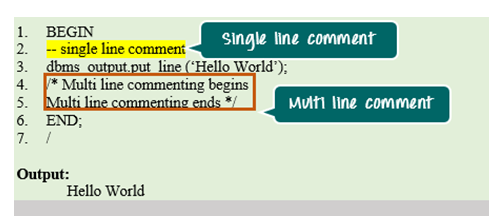 1. BEGIN
2. -- single line comment
Single line comment
3. dbms_output.put_line (‘Hello World’);
4. /* Multi line commenting begins
5. Multi line commenting ends */
Multi line comment
6. END;
7. /
Output:
Hello World